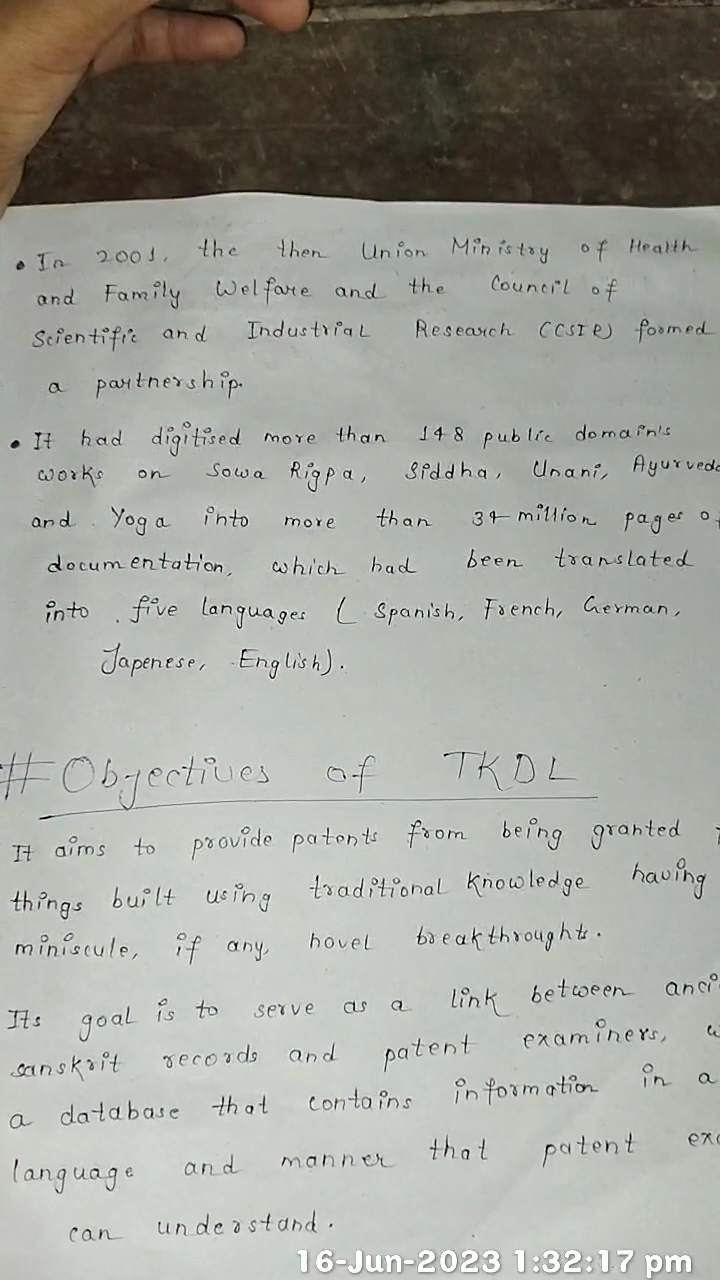 • In 2001, the then Union Ministry of Health
and Family Welfare and the Council of
Scientific and Industrial Research (CSIR) formed
a partnership.
• It had digitised more than 148 public domain's
works on Sowa Rigpa, Siddha, Unani, Ayurveda
and Yoga into more than 34 million pages of
documentation, which had been translated
into five languages ( Spanish, French, German,
Japenese, English).
# Objectives of TKDL
It aims to provide patents from being granted
things built using traditional knowledge having
miniscule, if any, novel breakthroughts.
Its goal is to serve as a link between anci
sanskrit records and patent examiners, w
a database that contains information in a
language and manner that patent exa
can understand.
16-Jun-2023 1:32:17 pm